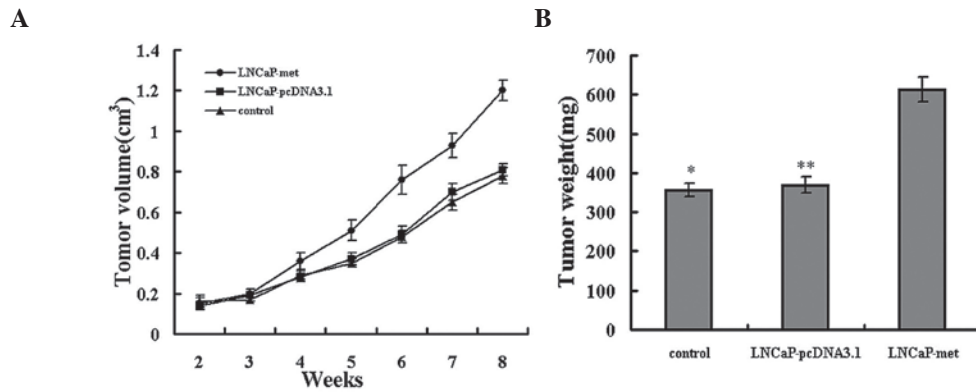 A
B
1.4
1.2
1
0.8
0.6
0.4
0.2
0
Tomor volume(cm³)
LNCaP-met
LNCaP-pcDNA3.1
control
2 3 4 5 6 7 8
Weeks
700
600
500
400
300
200
100
0
Tumor weight(mg)
*
**
control LNCaP-pcDNA3.1 LNCaP-met